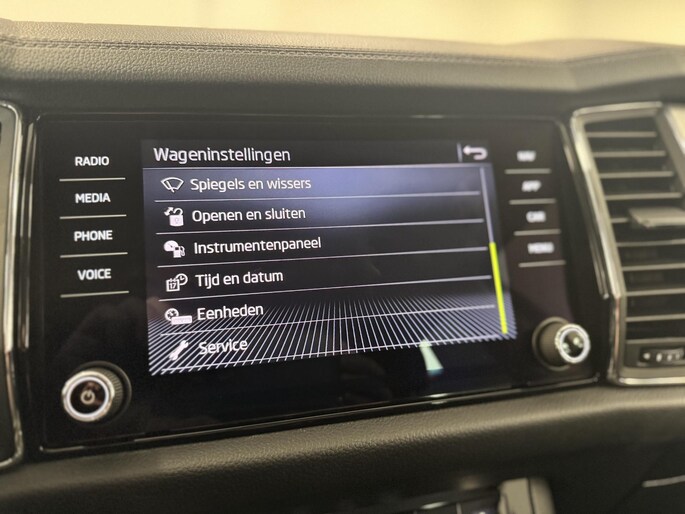 RADIO
MEDIA
PHONE
VOICE
Wageninstellingen
Spiegels en wissers
Openen en sluiten
Instrumentenpaneel
Tijd en datum
Eenheden
Service
NAV
APP
CAR
MENU